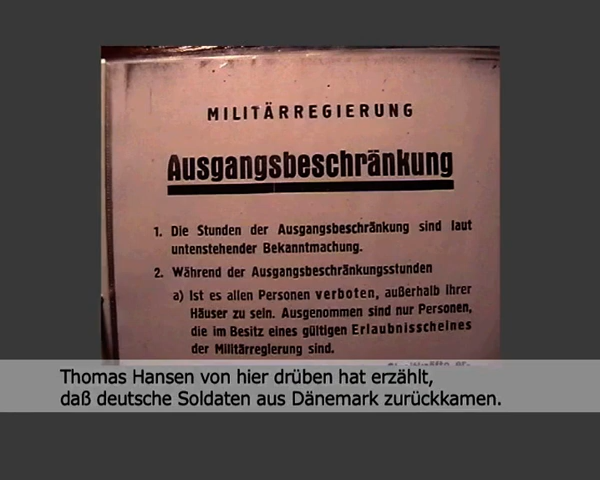 MILITÄRREGIERUNG
Ausgangsbeschränkung
1. Die Stunden der Ausgangsbeschränkung sind laut
untenstehender Bekanntmachung.
2. Während der Ausgangsbeschränkungsstunden
a) Ist es allen Personen verboten, außerhalb ihrer
Häuser zu sein. Ausgenommen sind nur Personen,
die im Besitz eines gültigen Erlaubnisscheines
der Militärregierung sind.
Thomas Hansen von hier drüben hat erzählt,
daß deutsche Soldaten aus Dänemark zurückkamen.